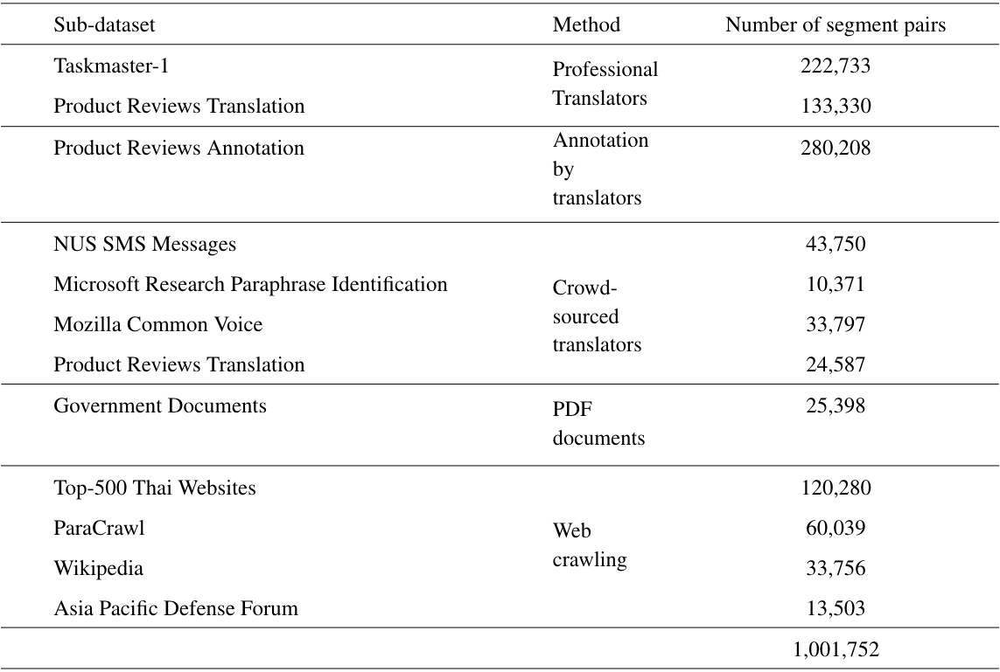 Sub-dataset Method Number of segment pairs
Taskmaster-1 222,733
Professional
Translators
Product Reviews Translation 133,330
Product Reviews Annotation 280,208
Annotation
by
translators
NUS SMS Messages 43,750
Microsoft Research Paraphrase Identification 10,371
Crowd-
sourced
translators
Mozilla Common Voice 33,797
Product Reviews Translation 24,587
Government Documents 25,398
PDF
documents
Top-500 Thai Websites 120,280
ParaCrawl 60,039
Web
crawling
Wikipedia 33,756
Asia Pacific Defense Forum 13,503
1,001,752